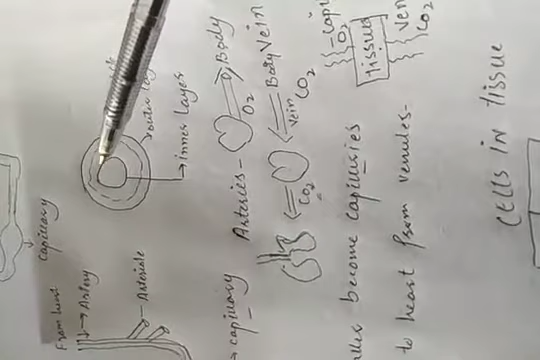 From heart
→ Artery
- Arteriole
capillary
→ outer layer
→ inner layer
→ capillary
Arteries -
O2
→ Body
Body Vein
vein CO2
CO2
O2
tissue
CO2
become capillaries
to heart from venules-
cells in tissue